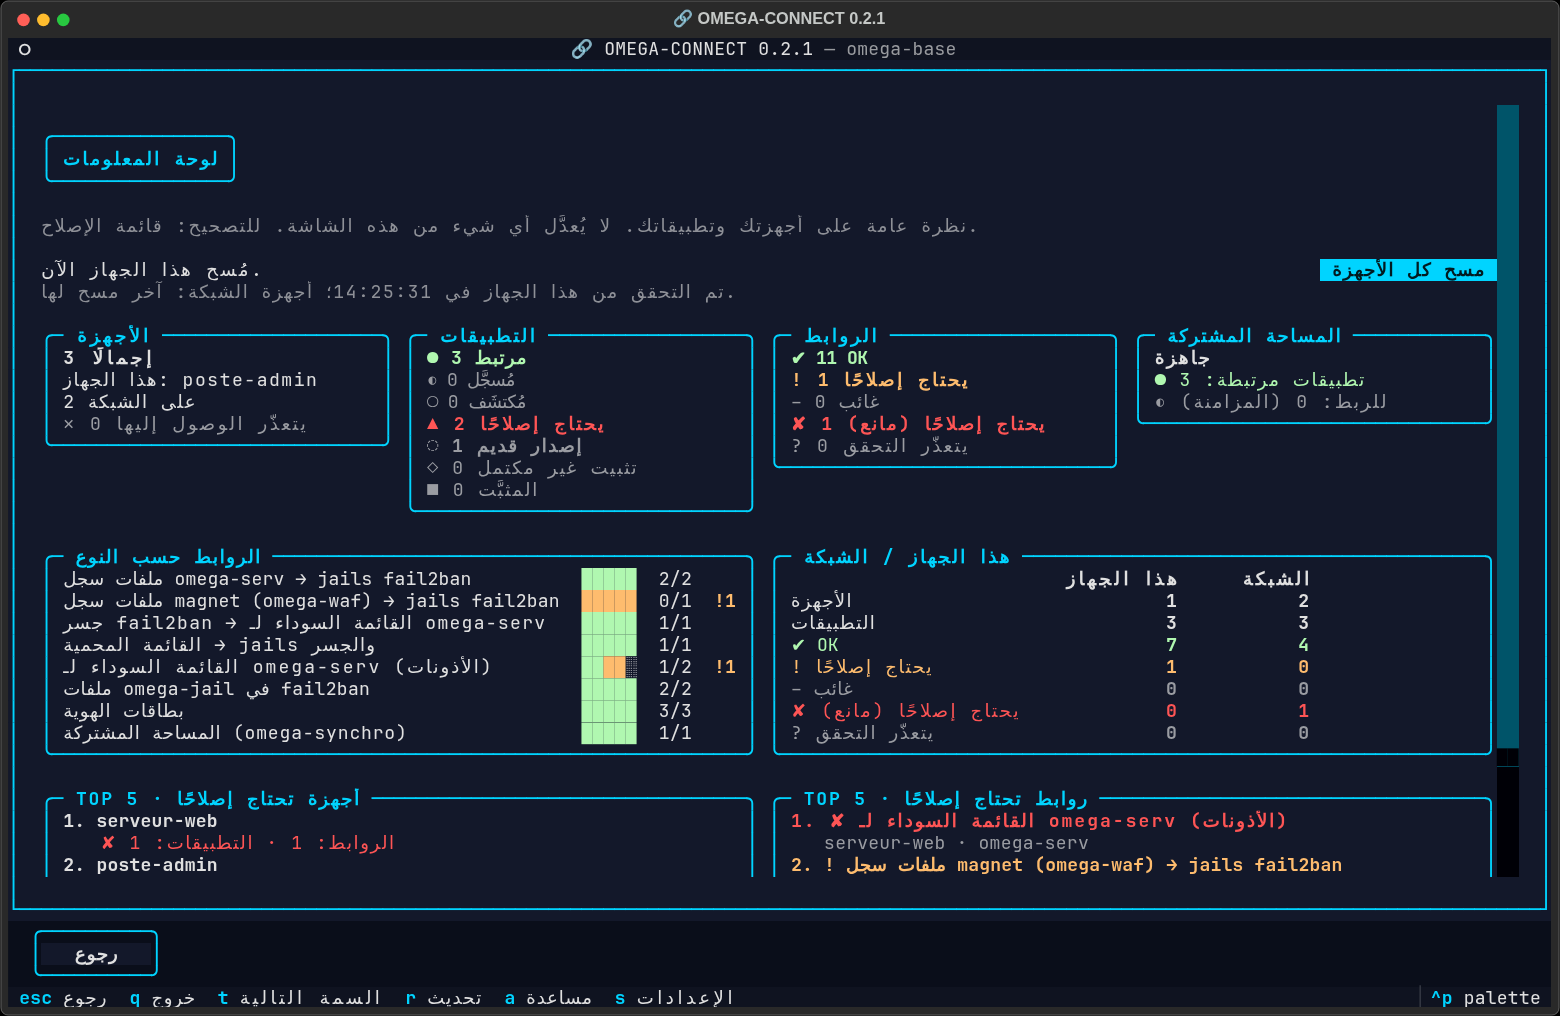 🔗 OMEGA-CONNECT 0.2.1
🔗 OMEGA-CONNECT 0.2.1 — omega-base
لوحة المعلومات
نظرة عامة على أجهزتك وتطبيقاتك. لا يُعدَّل أي شيء من هذه الشاشة. للتصحيح: قائمة الإصلاح.
مُسح هذا الجهاز الآن.
مسح كل الأجهزة
تم التحقق من هذا الجهاز في 14:25:31؛ أجهزة الشبكة: آخر مسح لها.
الأجهزة
3 إجمالًا
هذا الجهاز: poste-admin
2 على الشبكة
× 0 يتعذّر الوصول إليها
التطبيقات
● 3 مرتبط
◐ 0 مُسجَّل
○ 0 مُكتشَف
▲ 2 يحتاج إصلاحًا
◌ 1 إصدار قديم
◇ 0 تثبيت غير مكتمل
■ 0 المثبَّت
الروابط
✔ 11 OK
! 1 يحتاج إصلاحًا
− 0 غائب
✘ 1 يحتاج إصلاحًا (مانع)
? 0 يتعذّر التحقق
المساحة المشتركة
جاهزة
● تطبيقات مرتبطة: 3
◐ للربط: 0 (المزامنة)
الروابط حسب النوع
ملفات سجل omega-serv → jails fail2ban 2/2
ملفات سجل magnet (omega-waf) → jails fail2ban 0/1 !1
جسر fail2ban → القائمة السوداء لـ omega-serv 1/1
القائمة المحمية → jails والجسر 1/1
القائمة السوداء لـ omega-serv (الأذونات) 1/2 !1
ملفات omega-jail في fail2ban 2/2
بطاقات الهوية 3/3
المساحة المشتركة (omega-synchro) 1/1
هذا الجهاز / الشبكة
هذا الجهاز الشبكة
الأجهزة 1 2
التطبيقات 3 3
✔ OK 7 4
! يحتاج إصلاحًا 1 0
− غائب 0 0
✘ يحتاج إصلاحًا (مانع) 0 1
? يتعذّر التحقق 0 0
TOP 5 · أجهزة تحتاج إصلاحًا
1. serveur-web
✘ الروابط: 1 · التطبيقات: 1
2. poste-admin
TOP 5 · روابط تحتاج إصلاحًا
1. ✘ القائمة السوداء لـ omega-serv (الأذونات)
serveur-web · omega-serv
2. ! ملفات سجل magnet (omega-waf) → jails fail2ban
رجوع
esc رجوع q خروج t السمة التالية r تحديث a مساعدة s الإعدادات ^p palette